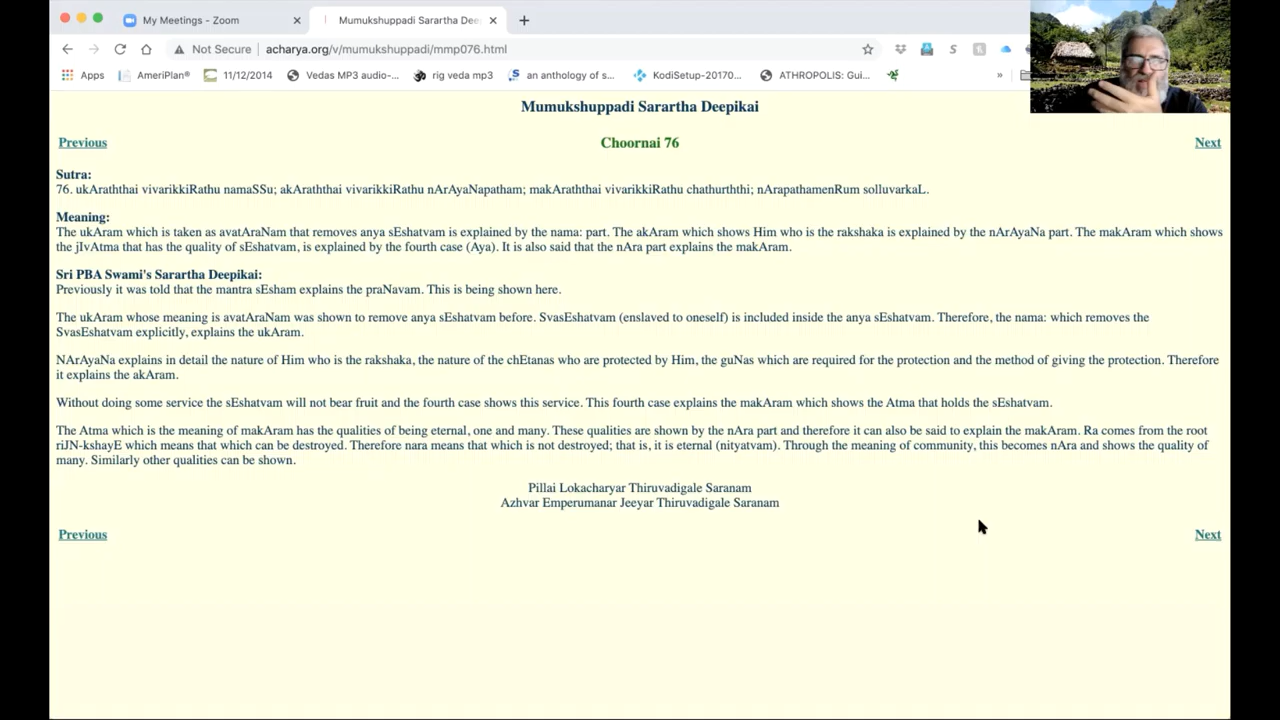 My Meetings - Zoom
Mumukshuppadi Sarartha Dee
Not Secure
acharya.org/v/mumukshuppadi/mmp076.html
Apps
AmeriPlan®
11/12/2014
Vedas MP3 audio-...
rig veda mp3
an anthology of s...
KodiSetup-20170...
ATHROPOLIS: Gui...
»
Mumukshuppadi Sarartha Deepikai
Previous
Choornai 76
Next
Sutra:
76. ukAraththai vivarikkiRathu namaSSu; akAraththai vivarikkiRathu nArAyaNapatham; makAraththai vivarikkiRathu chathurththi; nArapathamenRum solluvarkaL.
Meaning:
The ukAram which is taken as avatAraNam that removes anya sEshatvam is explained by the nama: part. The akAram which shows Him who is the rakshaka is explained by the nArAyaNa part. The makAram which shows
the jIvAtma that has the quality of sEshatvam, is explained by the fourth case (Aya). It is also said that the nAra part explains the makAram.
Sri PBA Swami's Sarartha Deepikai:
Previously it was told that the mantra sEsham explains the praNavam. This is being shown here.
The ukAram whose meaning is avatAraNam was shown to remove anya sEshatvam before. SvasEshatvam (enslaved to oneself) is included inside the anya sEshatvam. Therefore, the nama: which removes the
SvasEshatvam explicitly, explains the ukAram.
NArAyaNa explains in detail the nature of Him who is the rakshaka, the nature of the chEtanas who are protected by Him, the guNas which are required for the protection and the method of giving the protection. Therefore
it explains the akAram.
Without doing some service the sEshatvam will not bear fruit and the fourth case shows this service. This fourth case explains the makAram which shows the Atma that holds the sEshatvam.
The Atma which is the meaning of makAram has the qualities of being eternal, one and many. These qualities are shown by the nAra part and therefore it can also be said to explain the makAram. Ra comes from the root
riJN-kshayE which means that which can be destroyed. Therefore nara means that which is not destroyed; that is, it is eternal (nityatvam). Through the meaning of community, this becomes nAra and shows the quality of
many. Similarly other qualities can be shown.
Pillai Lokacharyar Thiruvadigale Saranam
Azhvar Emperumanar Jeeyar Thiruvadigale Saranam
Previous
Next